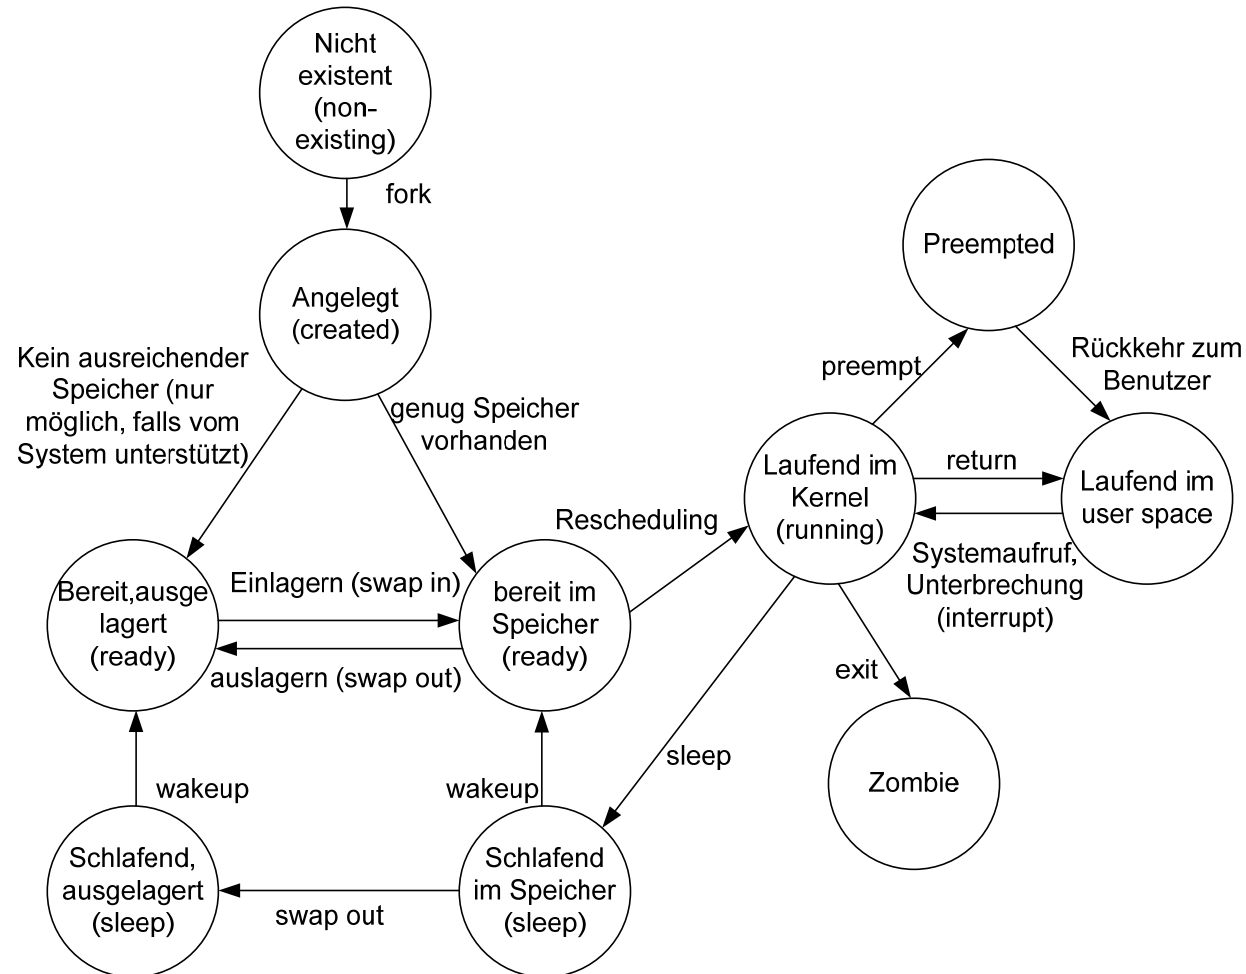 Nicht
existent
(non-
existing)
fork
Angelegt
(created)
Preempted
Kein ausreichender
Speicher (nur
möglich, falls vom
System unterstützt)
genug Speicher
vorhanden
preempt
Rückkehr zum
Benutzer
Laufend im
Kernel
(running)
return
Laufend im
user space
Rescheduling
Systemaufruf,
Unterbrechung
(interrupt)
Bereit,ausge
lagert
(ready)
Einlagern (swap in)
auslagern (swap out)
bereit im
Speicher
(ready)
exit
sleep
Zombie
wakeup
wakeup
Schlafend,
ausgelagert
(sleep)
swap out
Schlafend
im Speicher
(sleep)